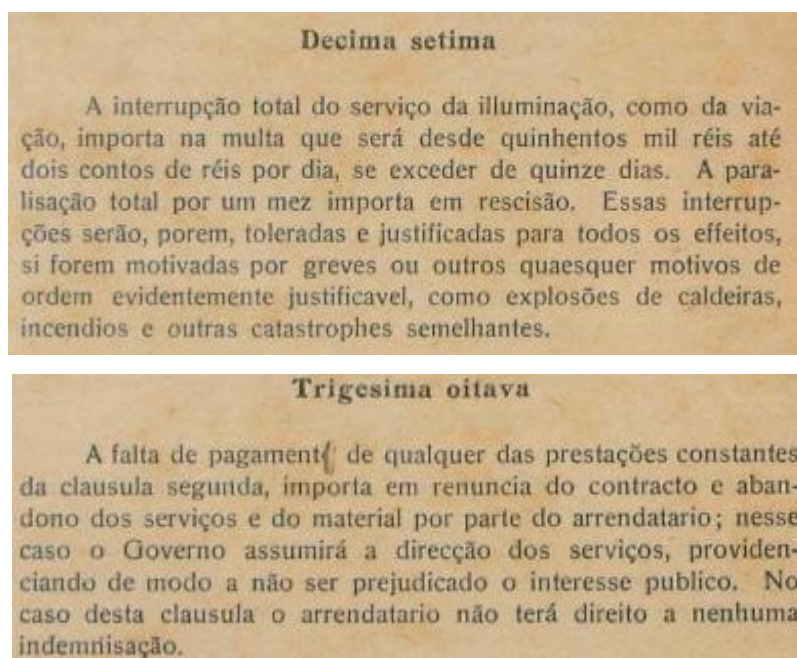 Decima setima
A interrupção total do serviço da illuminação, como da via-
ção, importa na multa que será desde quinhentos mil réis até
dois contos de réis por dia, se exceder de quinze dias. A para-
lisação total por um mez importa em rescisão. Essas interrup-
ções serão, porem, toleradas e justificadas para todos os effeitos,
si forem motivadas por greves ou outros quaesquer motivos de
ordem evidentemente justificavel, como explosões de caldeiras,
incendios e outras catastrophes semelhantes.
Trigesima oitava
A falta de pagament de qualquer das prestações constantes
da clausula segunda, importa em renuncia do contracto e aban-
dono dos serviços e do material por parte do arrendatario; nesse
caso o Governo assumirá a direcção dos serviços, providen-
ciando de modo a não ser prejudicado o interesse publico. No
caso desta clausula o arrendatario não terá direito a nenhuma
indemnisação.